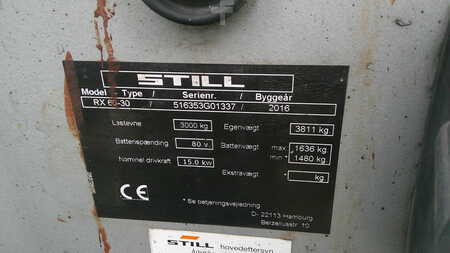 STILL
Model - Type / Serienr. / Byggeår
RX 60-30 / 516353G01337 / 2016
Lasteevne 3000 kg Egenvægt 3811 kg
Batterispænding 80 v. Batterivægt max 1636 kg
min * 1480 kg
Nominel drivkraft 15.0 kw Ekstravægt kg
CE * Se betjeningsvejledning
D- 22113 Hamburg
Berzeliusstr. 10
STILL hovedeftersyn